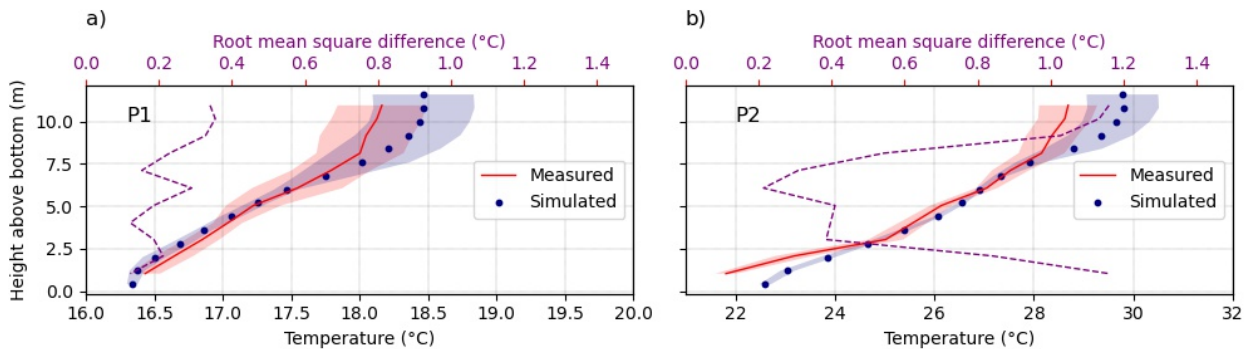 a)
Root mean square difference (°C)
0.0 0.2 0.4 0.6 0.8 1.0 1.2 1.4
P1
Measured
Simulated
Height above bottom (m)
10.0
7.5
5.0
2.5
0.0
16.0 16.5 17.0 17.5 18.0 18.5 19.0 19.5 20.0
Temperature (°C)
b)
Root mean square difference (°C)
0.0 0.2 0.4 0.6 0.8 1.0 1.2 1.4
P2
Measured
Simulated
22 24 26 28 30 32
Temperature (°C)